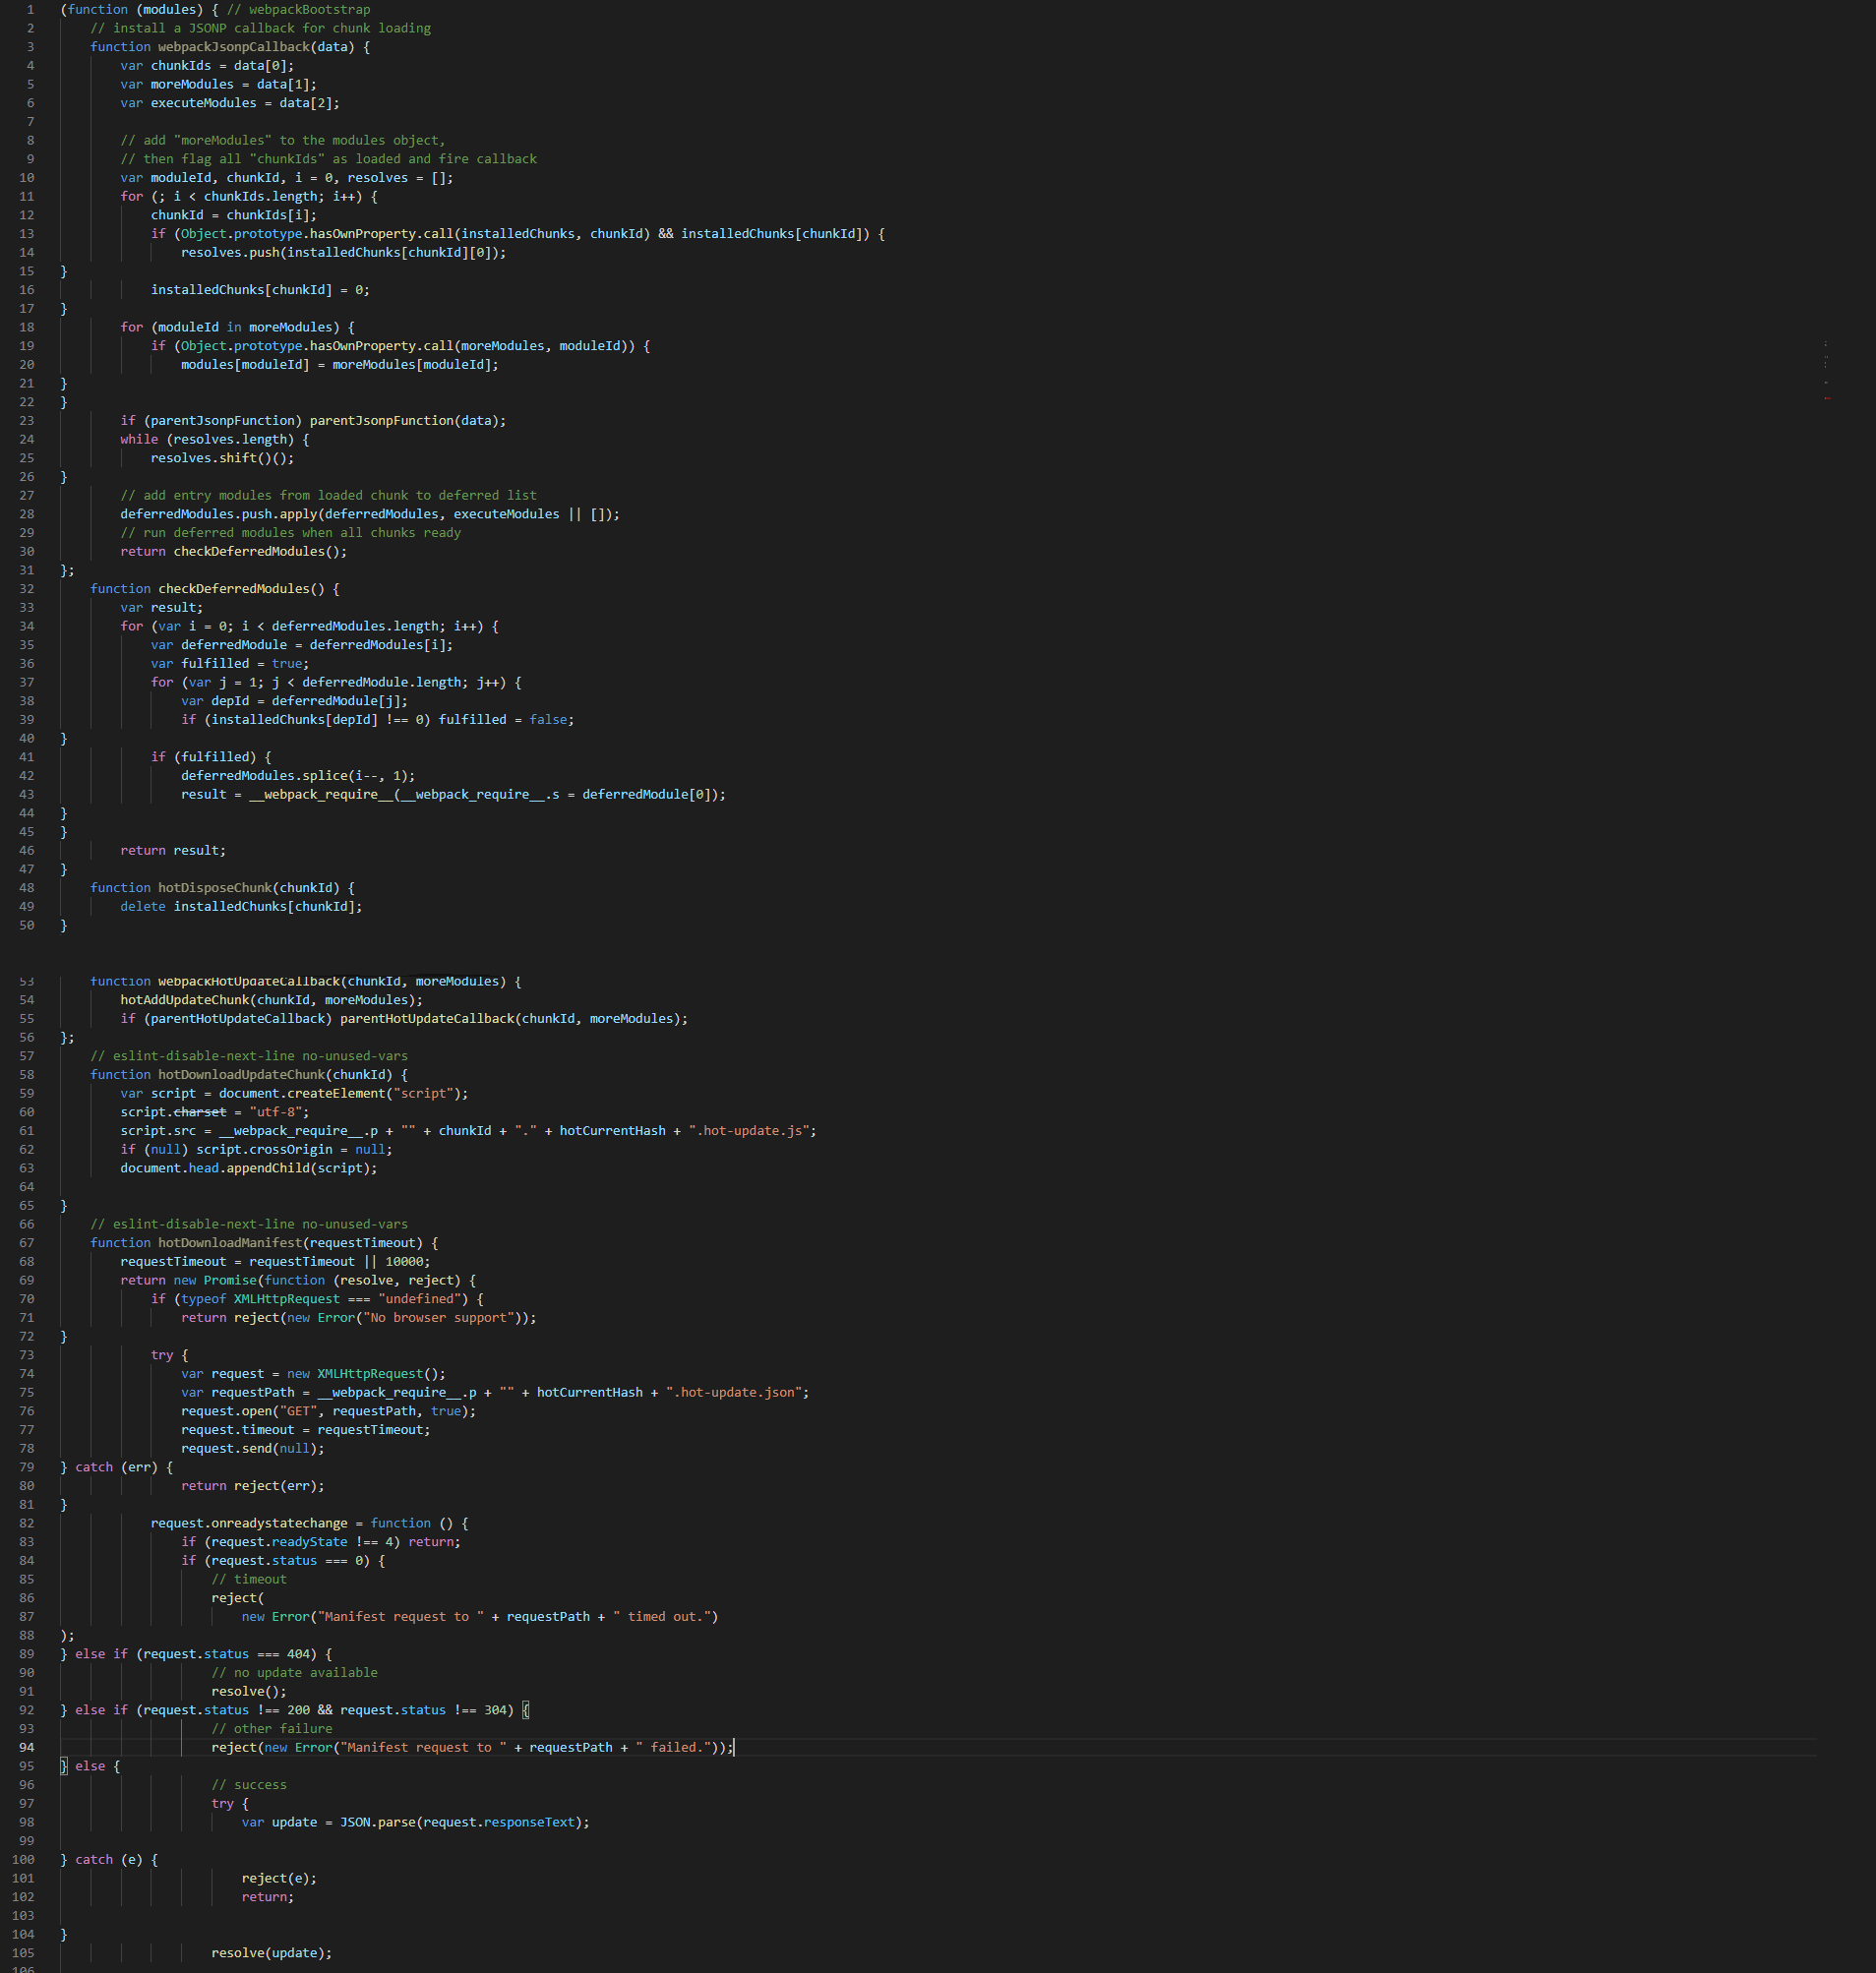 1 (function (modules) { // webpackBootstrap
2 // install a JSONP callback for chunk loading
3 function webpackJsonpCallback(data) {
4 var chunkIds = data[0];
5 var moreModules = data[1];
6 var executeModules = data[2];
7
8 // add "moreModules" to the modules object,
9 // then flag all "chunkIds" as loaded and fire callback
10 var moduleId, chunkId, i = 0, resolves = [];
11 for (; i < chunkIds.length; i++) {
12 chunkId = chunkIds[i];
13 if (Object.prototype.hasOwnProperty.call(installedChunks, chunkId) && installedChunks[chunkId]) {
14 resolves.push(installedChunks[chunkId][0]);
15 }
16 installedChunks[chunkId] = 0;
17 }
18 for (moduleId in moreModules) {
19 if (Object.prototype.hasOwnProperty.call(moreModules, moduleId)) {
20 modules[moduleId] = moreModules[moduleId];
21 }
22 }
23 if (parentJsonpFunction) parentJsonpFunction(data);
24 while (resolves.length) {
25 resolves.shift()();
26 }
27 // add entry modules from loaded chunk to deferred list
28 deferredModules.push.apply(deferredModules, executeModules || []);
29 // run deferred modules when all chunks ready
30 return checkDeferredModules();
31 };
32 function checkDeferredModules() {
33 var result;
34 for (var i = 0; i < deferredModules.length; i++) {
35 var deferredModule = deferredModules[i];
36 var fulfilled = true;
37 for (var j = 1; j < deferredModule.length; j++) {
38 var depId = deferredModule[j];
39 if (installedChunks[depId] !== 0) fulfilled = false;
40 }
41 if (fulfilled) {
42 deferredModules.splice(i--, 1);
43 result = __webpack_require__(__webpack_require__.s = deferredModule[0]);
44 }
45 }
46 return result;
47 }
48 function hotDisposeChunk(chunkId) {
49 delete installedChunks[chunkId];
50 }
53 function webpackHotUpdateCallback(chunkId, moreModules) {
54 hotAddUpdateChunk(chunkId, moreModules);
55 if (parentHotUpdateCallback) parentHotUpdateCallback(chunkId, moreModules);
56 };
57 // eslint-disable-next-line no-unused-vars
58 function hotDownloadUpdateChunk(chunkId) {
59 var script = document.createElement("script");
60 script.charset = "utf-8";
61 script.src = __webpack_require__.p + "" + chunkId + "." + hotCurrentHash + ".hot-update.js";
62 if (null) script.crossOrigin = null;
63 document.head.appendChild(script);
64
65 }
66 // eslint-disable-next-line no-unused-vars
67 function hotDownloadManifest(requestTimeout) {
68 requestTimeout = requestTimeout || 10000;
69 return new Promise(function (resolve, reject) {
70 if (typeof XMLHttpRequest === "undefined") {
71 return reject(new Error("No browser support"));
72 }
73 try {
74 var request = new XMLHttpRequest();
75 var requestPath = __webpack_require__.p + "" + hotCurrentHash + ".hot-update.json";
76 request.open("GET", requestPath, true);
77 request.timeout = requestTimeout;
78 request.send(null);
79 } catch (err) {
80 return reject(err);
81 }
82 request.onreadystatechange = function () {
83 if (request.readyState !== 4) return;
84 if (request.status === 0) {
85 // timeout
86 reject(
87 new Error("Manifest request to " + requestPath + " timed out.")
88 );
89 } else if (request.status === 404) {
90 // no update available
91 resolve();
92 } else if (request.status !== 200 && request.status !== 304) {
93 // other failure
94 reject(new Error("Manifest request to " + requestPath + " failed."));
95 } else {
96 // success
97 try {
98 var update = JSON.parse(request.responseText);
99
100 } catch (e) {
101 reject(e);
102 return;
103
104 }
105 resolve(update);
106